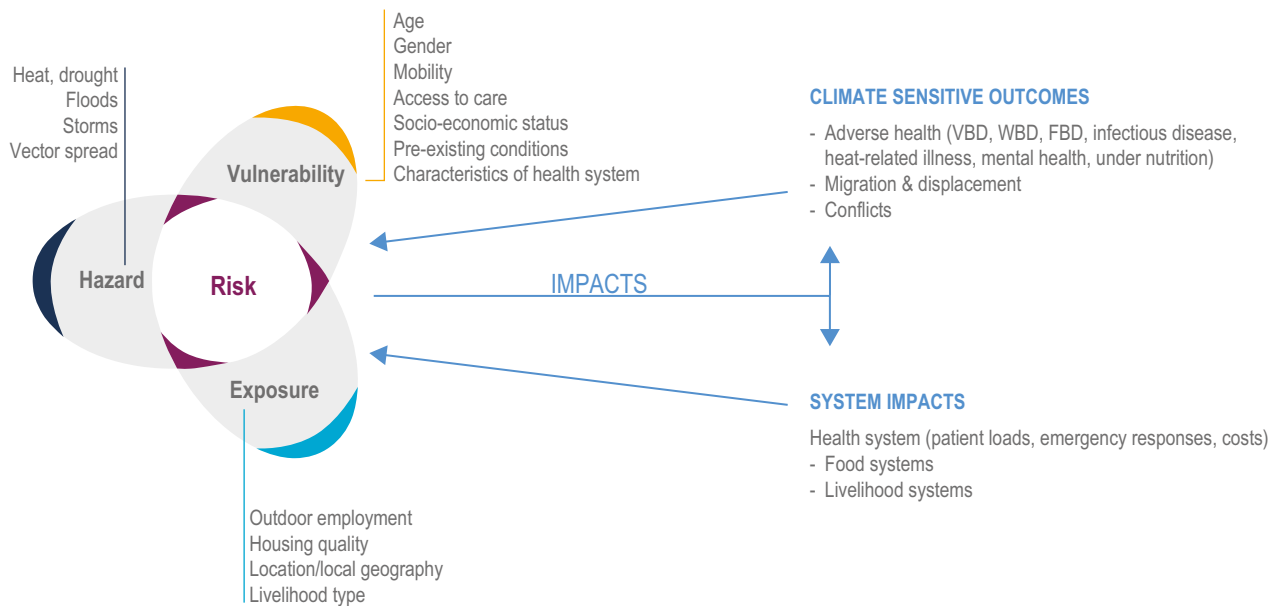 Heat, drought
Floods
Storms
Vector spread
Age
Gender
Mobility
Access to care
Socio-economic status
Pre-existing conditions
Characteristics of health system
Vulnerability
Hazard
Risk
Exposure
Outdoor employment
Housing quality
Location/local geography
Livelihood type
IMPACTS
CLIMATE SENSITIVE OUTCOMES
- Adverse health (VBD, WBD, FBD, infectious disease,
heat-related illness, mental health, under nutrition)
- Migration & displacement
- Conflicts
SYSTEM IMPACTS
Health system (patient loads, emergency responses, costs)
- Food systems
- Livelihood systems